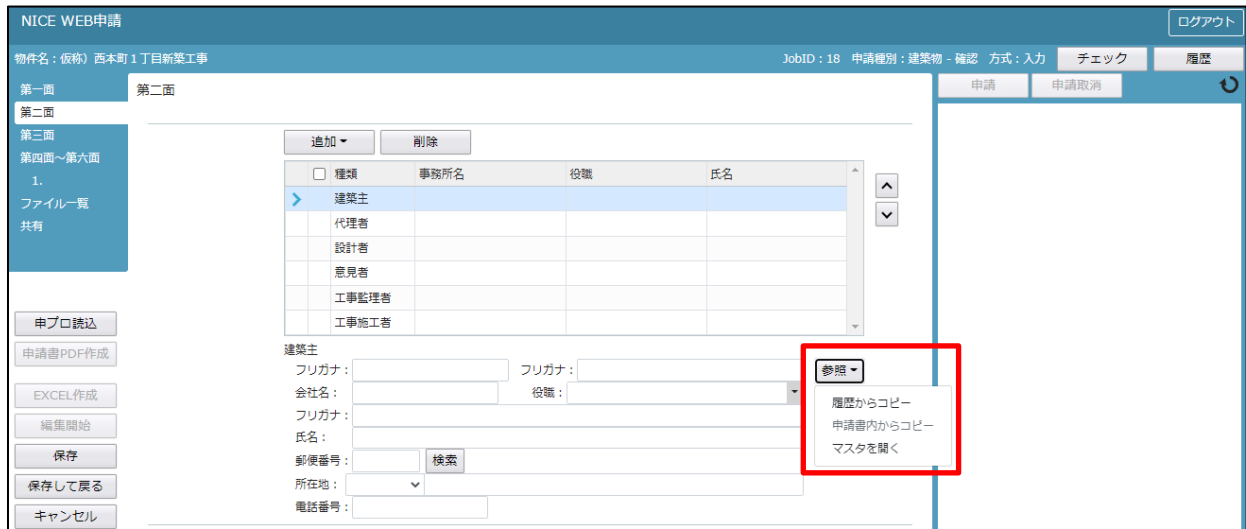 NICE WEB申請
ログアウト
物件名：仮称）西本町１丁目新築工事
JobID：18 申請種別：建築物 - 確認 方式：入力
チェック
履歴
第一面
第二面
第三面
第四面～第六面
1.
ファイル一覧
共有
申プロ読込
申請書PDF作成
EXCEL作成
編集開始
保存
保存して戻る
キャンセル
第二面
追加
削除
種類 事務所名 役職 氏名
建築主
代理者
設計者
意見者
工事監理者
工事施工者
建築主
フリガナ： フリガナ：
会社名： 役職：
フリガナ：
氏名：
郵便番号： 検索
所在地：
電話番号：
参照
履歴からコピー
申請書内からコピー
マスタを開く
申請
申請取消